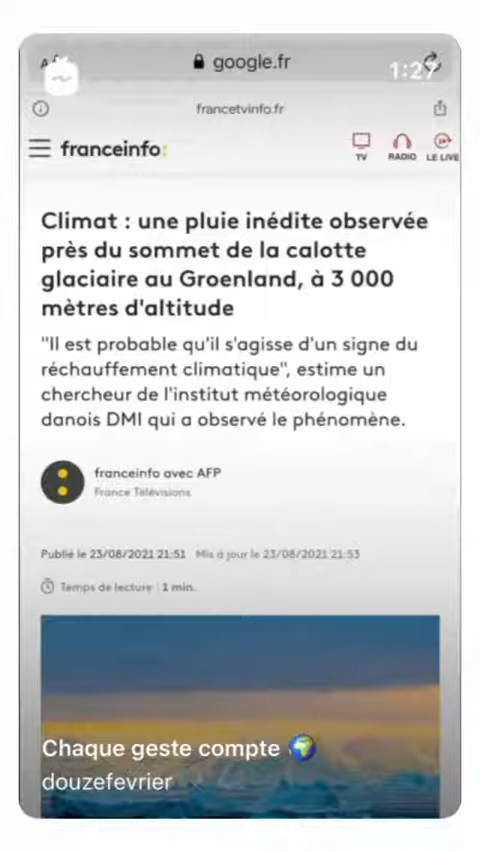 google.fr
1:27
francetvinfo.fr
franceinfo:
TV
RADIO
LE LIVE
Climat : une pluie inédite observée
près du sommet de la calotte
glaciaire au Groenland, à 3 000
mètres d'altitude
"Il est probable qu'il s'agisse d'un signe du
réchauffement climatique", estime un
chercheur de l'institut météorologique
danois DMI qui a observé le phénomène.
franceinfo avec AFP
France Télévisions
Publié le 23/08/2021 21:51 Mis à jour le 23/08/2021 21:53
Temps de lecture : 1 min.
Chaque geste compte 🌍
douzefevrier